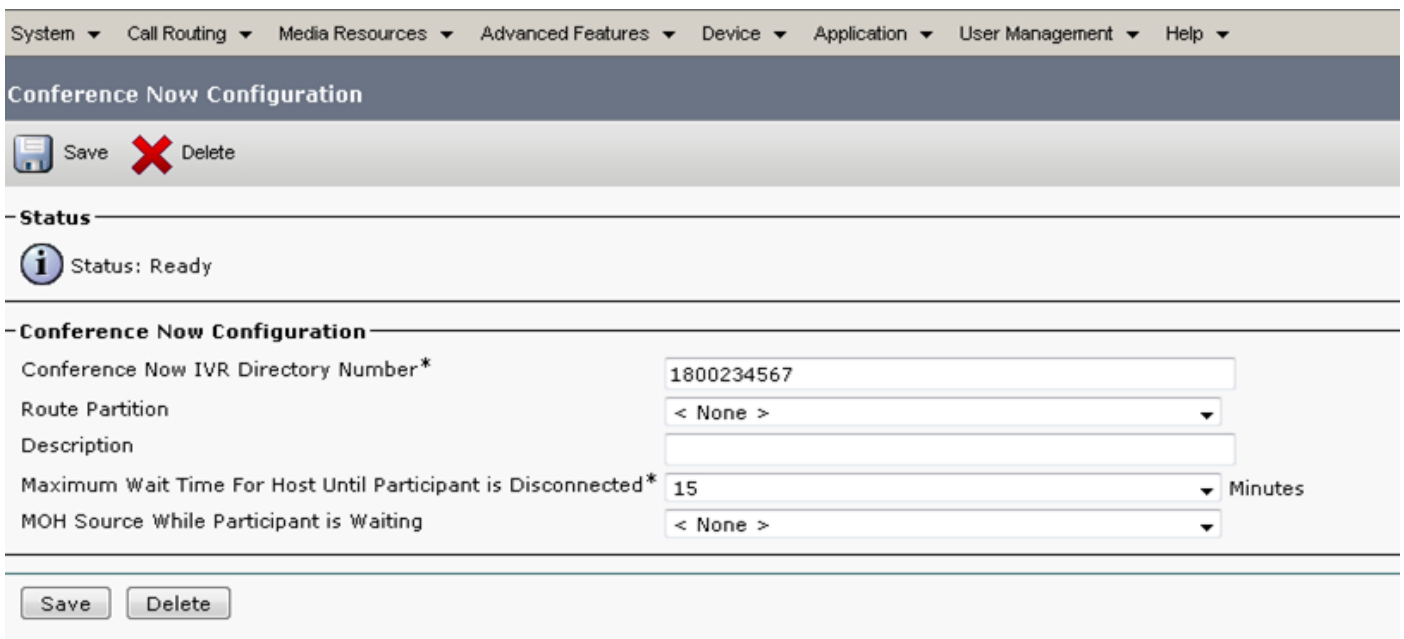 System Call Routing Media Resources Advanced Features Device Application User Management Help
Conference Now Configuration
Save Delete
Status
i Status: Ready
Conference Now Configuration
Conference Now IVR Directory Number* 1800234567
Route Partition < None >
Description
Maximum Wait Time For Host Until Participant is Disconnected* 15 Minutes
MOH Source While Participant is Waiting < None >
Save Delete